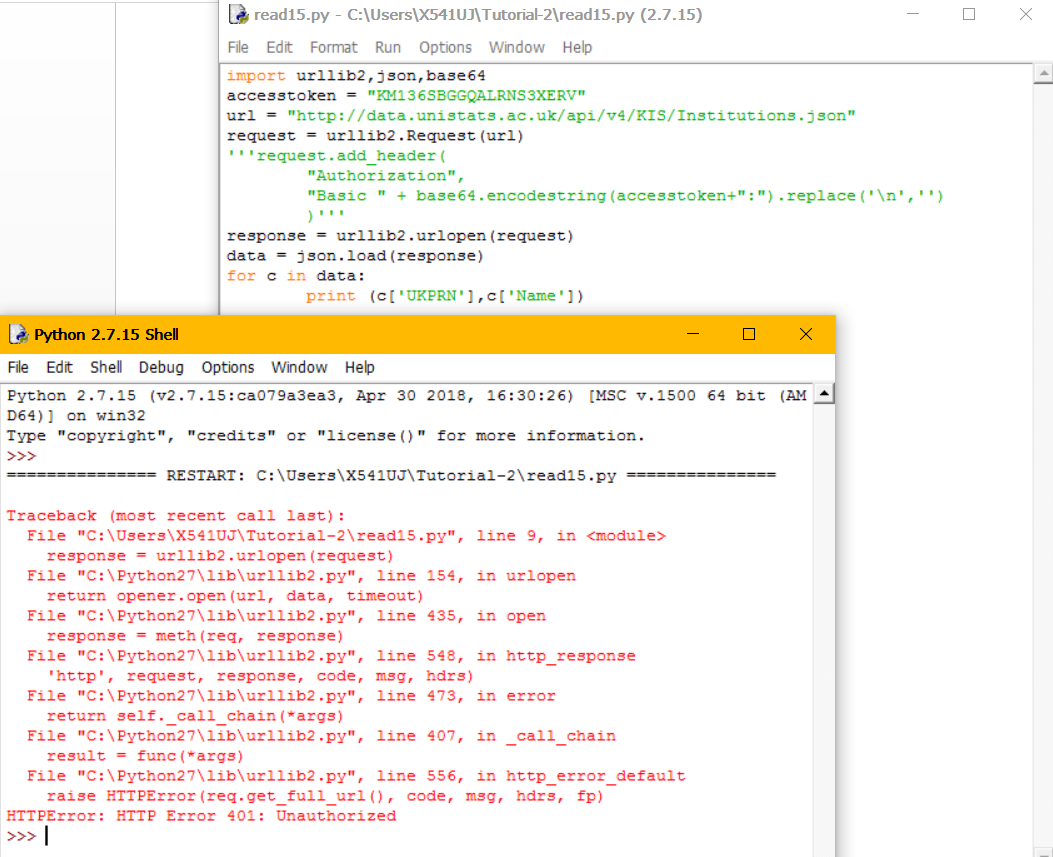 read15.py - C:\Users\X541UJ\Tutorial-2\read15.py (2.7.15)
File Edit Format Run Options Window Help
import urllib2,json,base64
accesstoken = "KM136SBGGQALRNS3XERV"
url = "http://data.unistats.ac.uk/api/v4/KIS/Institutions.json"
request = urllib2.Request(url)
'''request.add_header(
        "Authorization",
        "Basic " + base64.encodestring(accesstoken+":").replace('\n','')
        )'''
response = urllib2.urlopen(request)
data = json.load(response)
for c in data:
        print (c['UKPRN'],c['Name'])
Python 2.7.15 Shell
File Edit Shell Debug Options Window Help
Python 2.7.15 (v2.7.15:ca079a3ea3, Apr 30 2018, 16:30:26) [MSC v.1500 64 bit (AM
D64)] on win32
Type "copyright", "credits" or "license()" for more information.
>>>
=============== RESTART: C:\Users\X541UJ\Tutorial-2\read15.py ===============
Traceback (most recent call last):
  File "C:\Users\X541UJ\Tutorial-2\read15.py", line 9, in <module>
    response = urllib2.urlopen(request)
  File "C:\Python27\lib\urllib2.py", line 154, in urlopen
    return opener.open(url, data, timeout)
  File "C:\Python27\lib\urllib2.py", line 435, in open
    response = meth(req, response)
  File "C:\Python27\lib\urllib2.py", line 548, in http_response
    'http', request, response, code, msg, hdrs)
  File "C:\Python27\lib\urllib2.py", line 473, in error
    return self._call_chain(*args)
  File "C:\Python27\lib\urllib2.py", line 407, in _call_chain
    result = func(*args)
  File "C:\Python27\lib\urllib2.py", line 556, in http_error_default
    raise HTTPError(req.get_full_url(), code, msg, hdrs, fp)
HTTPError: HTTP Error 401: Unauthorized
>>>